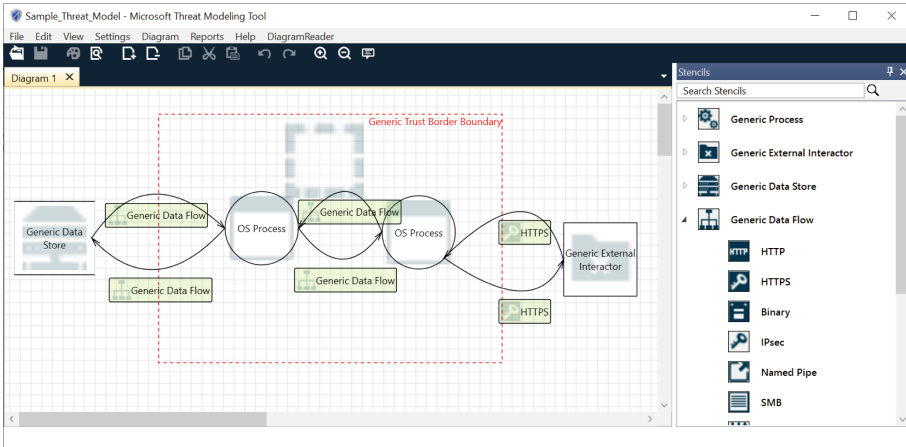 Sample_Threat_Model - Microsoft Threat Modeling Tool
File Edit View Settings Diagram Reports Help DiagramReader
Diagram 1
Generic Trust Border Boundary
Generic Data Flow
Generic Data Flow
Generic Data
Store
OS Process
OS Process
HTTPS
Generic External
Interactor
Generic Data Flow
Generic Data Flow
HTTPS
Stencils
Search Stencils
Generic Process
Generic External Interactor
Generic Data Store
Generic Data Flow
HTTP
HTTP
HTTPS
Binary
IPsec
Named Pipe
SMB